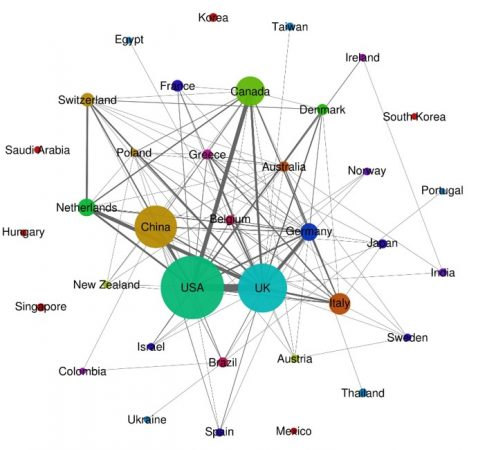 Korea
Taiwan
Egypt
Ireland
France
Canada
Switzerland
Denmark
South Korea
Saudi Arabia
Poland
Greece
Australia
Norway
Portugal
Netherlands
Belgium
China
Hungary
Germany
Japan
India
New Zealand
USA
UK
Singapore
Italy
Israel
Sweden
Brazil
Austria
Colombia
Thailand
Ukraine
Spain
Mexico